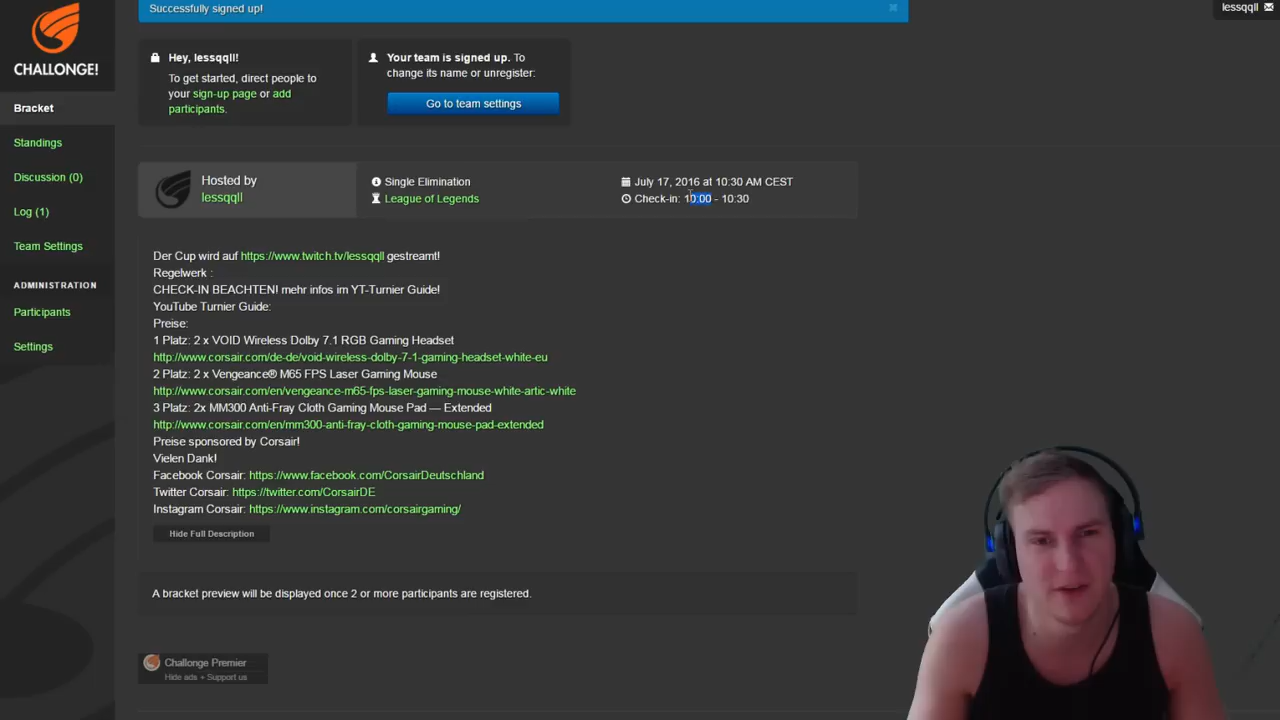 Successfully signed up!
lessqqll
CHALLONGE!
Bracket
Standings
Discussion (0)
Log (1)
Team Settings
ADMINISTRATION
Participants
Settings
Hey, lessqqll!
To get started, direct people to
your sign-up page or add
participants.
Your team is signed up. To
change its name or unregister:
Go to team settings
Hosted by
lessqqll
Single Elimination
League of Legends
July 17, 2016 at 10:30 AM CEST
Check-in: 10:00 - 10:30
Der Cup wird auf https://www.twitch.tv/lessqqll gestreamt!
Regelwerk :
CHECK-IN BEACHTEN! mehr infos im YT-Turnier Guide!
YouTube Turnier Guide:
Preise:
1 Platz: 2 x VOID Wireless Dolby 7.1 RGB Gaming Headset
http://www.corsair.com/de-de/void-wireless-dolby-7-1-gaming-headset-white-eu
2 Platz: 2 x Vengeance® M65 FPS Laser Gaming Mouse
http://www.corsair.com/en/vengeance-m65-fps-laser-gaming-mouse-white-artic-white
3 Platz: 2x MM300 Anti-Fray Cloth Gaming Mouse Pad — Extended
http://www.corsair.com/en/mm300-anti-fray-cloth-gaming-mouse-pad-extended
Preise sponsored by Corsair!
Vielen Dank!
Facebook Corsair: https://www.facebook.com/CorsairDeutschland
Twitter Corsair: https://twitter.com/CorsairDE
Instagram Corsair: https://www.instagram.com/corsairgaming/
Hide Full Description
A bracket preview will be displayed once 2 or more participants are registered.
Challonge Premier
Hide ads + Support us